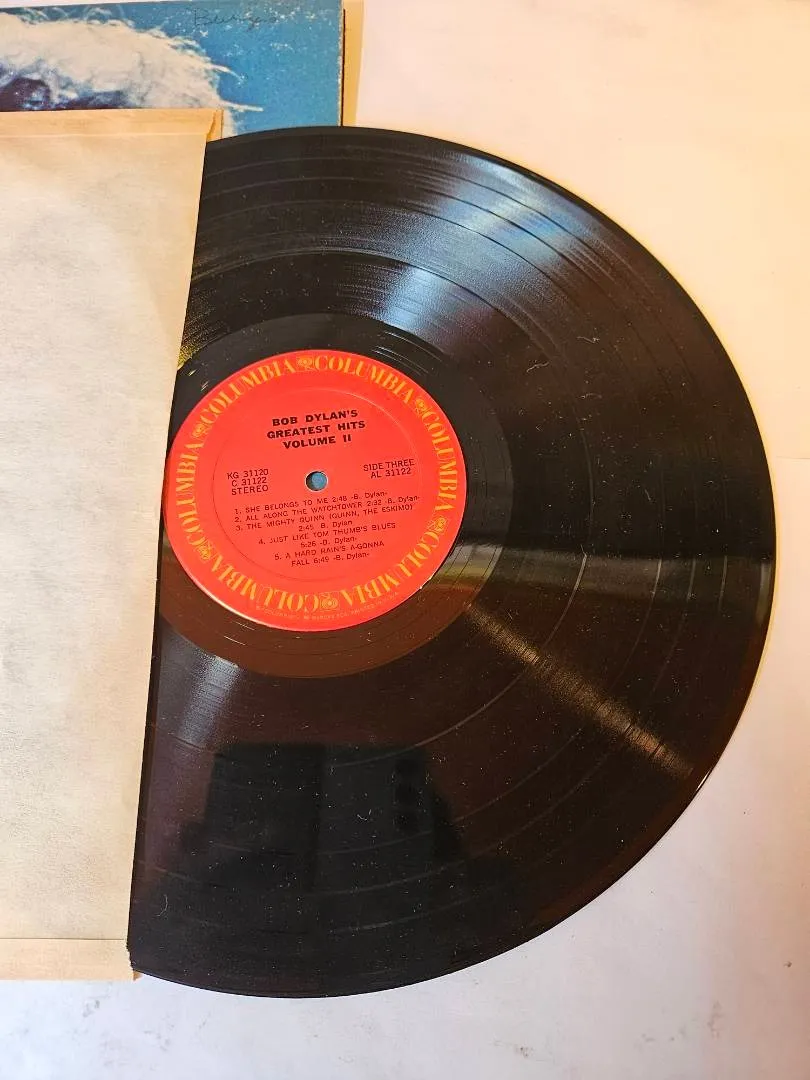 COLUMBIA COLUMBIA COLUMBIA COLUMBIA COLUMBIA COLUMBIA COLUMBIA
BOB DYLAN'S
GREATEST HITS
VOLUME II
KG 31120
C 31122
STEREO
SIDE THREE
AL 31122
1. SHE BELONGS TO ME 2:48 -B. Dylan-
2. ALL ALONG THE WATCHTOWER 2:32 -B. Dylan-
3. THE MIGHTY QUINN (QUINN, THE ESKIMO)
2:45 B. Dylan
4. JUST LIKE TOM THUMB'S BLUES
5:26 -B. Dylan-
5. A HARD RAIN'S A-GONNA
FALL 6:49 -B. Dylan-